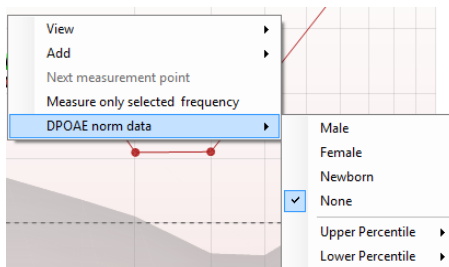 View
Add
Next measurement point
Measure only selected frequency
DPOAE norm data
Male
Female
Newborn
None
Upper Percentile
Lower Percentile